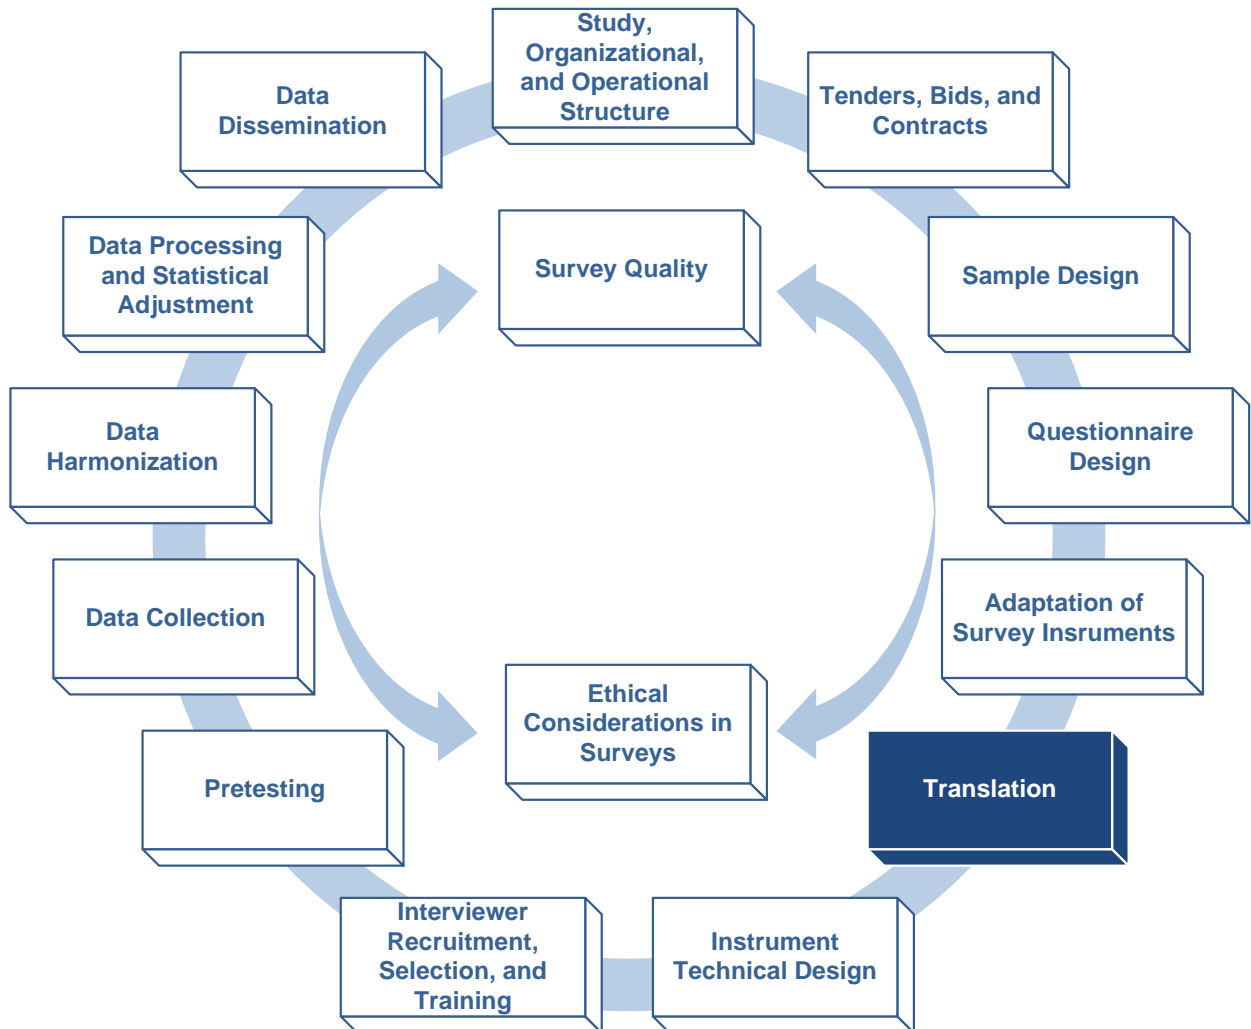 Study,
Organizational,
and Operational
Structure
Tenders, Bids, and
Contracts
Sample Design
Questionnaire
Design
Adaptation of
Survey Insruments
Translation
Instrument
Technical Design
Interviewer
Recruitment,
Selection, and
Training
Pretesting
Data Collection
Data
Harmonization
Data Processing
and Statistical
Adjustment
Data
Dissemination
Survey Quality
Ethical
Considerations in
Surveys